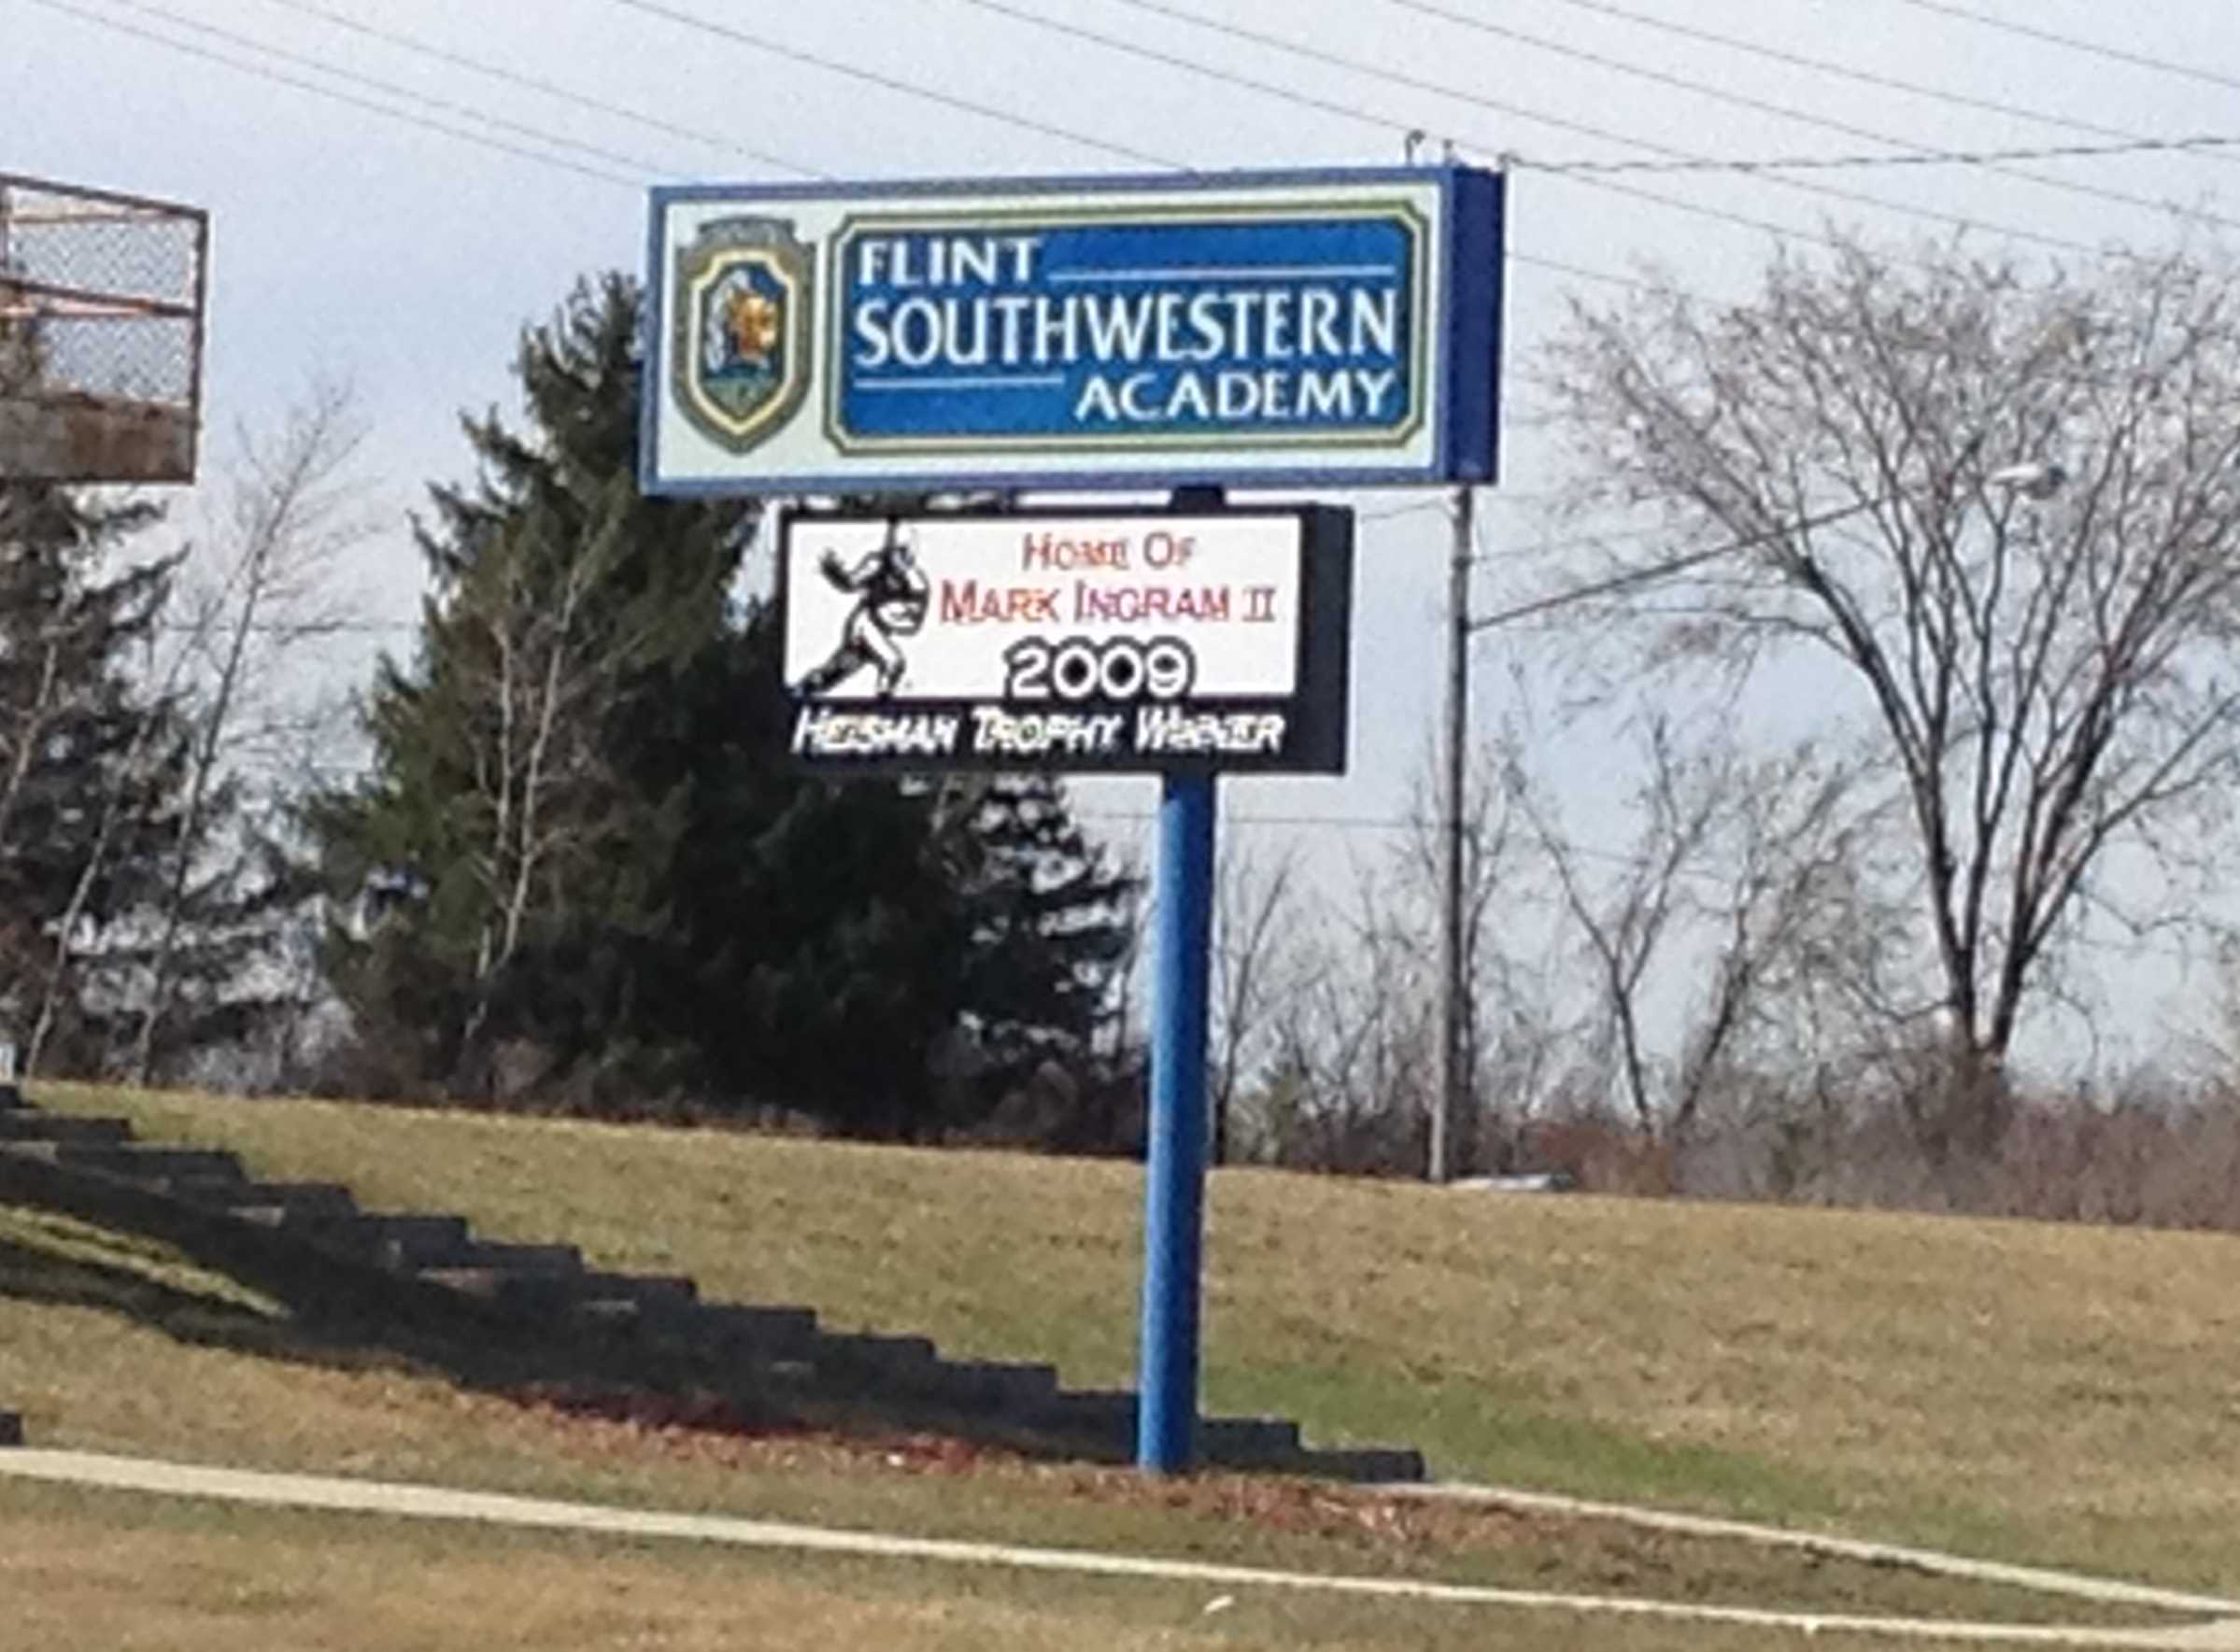 FLINT
SOUTHWESTERN
ACADEMY
HOME OF
MARK INGRAM II
2009
HEISMAN TROPHY WINNER